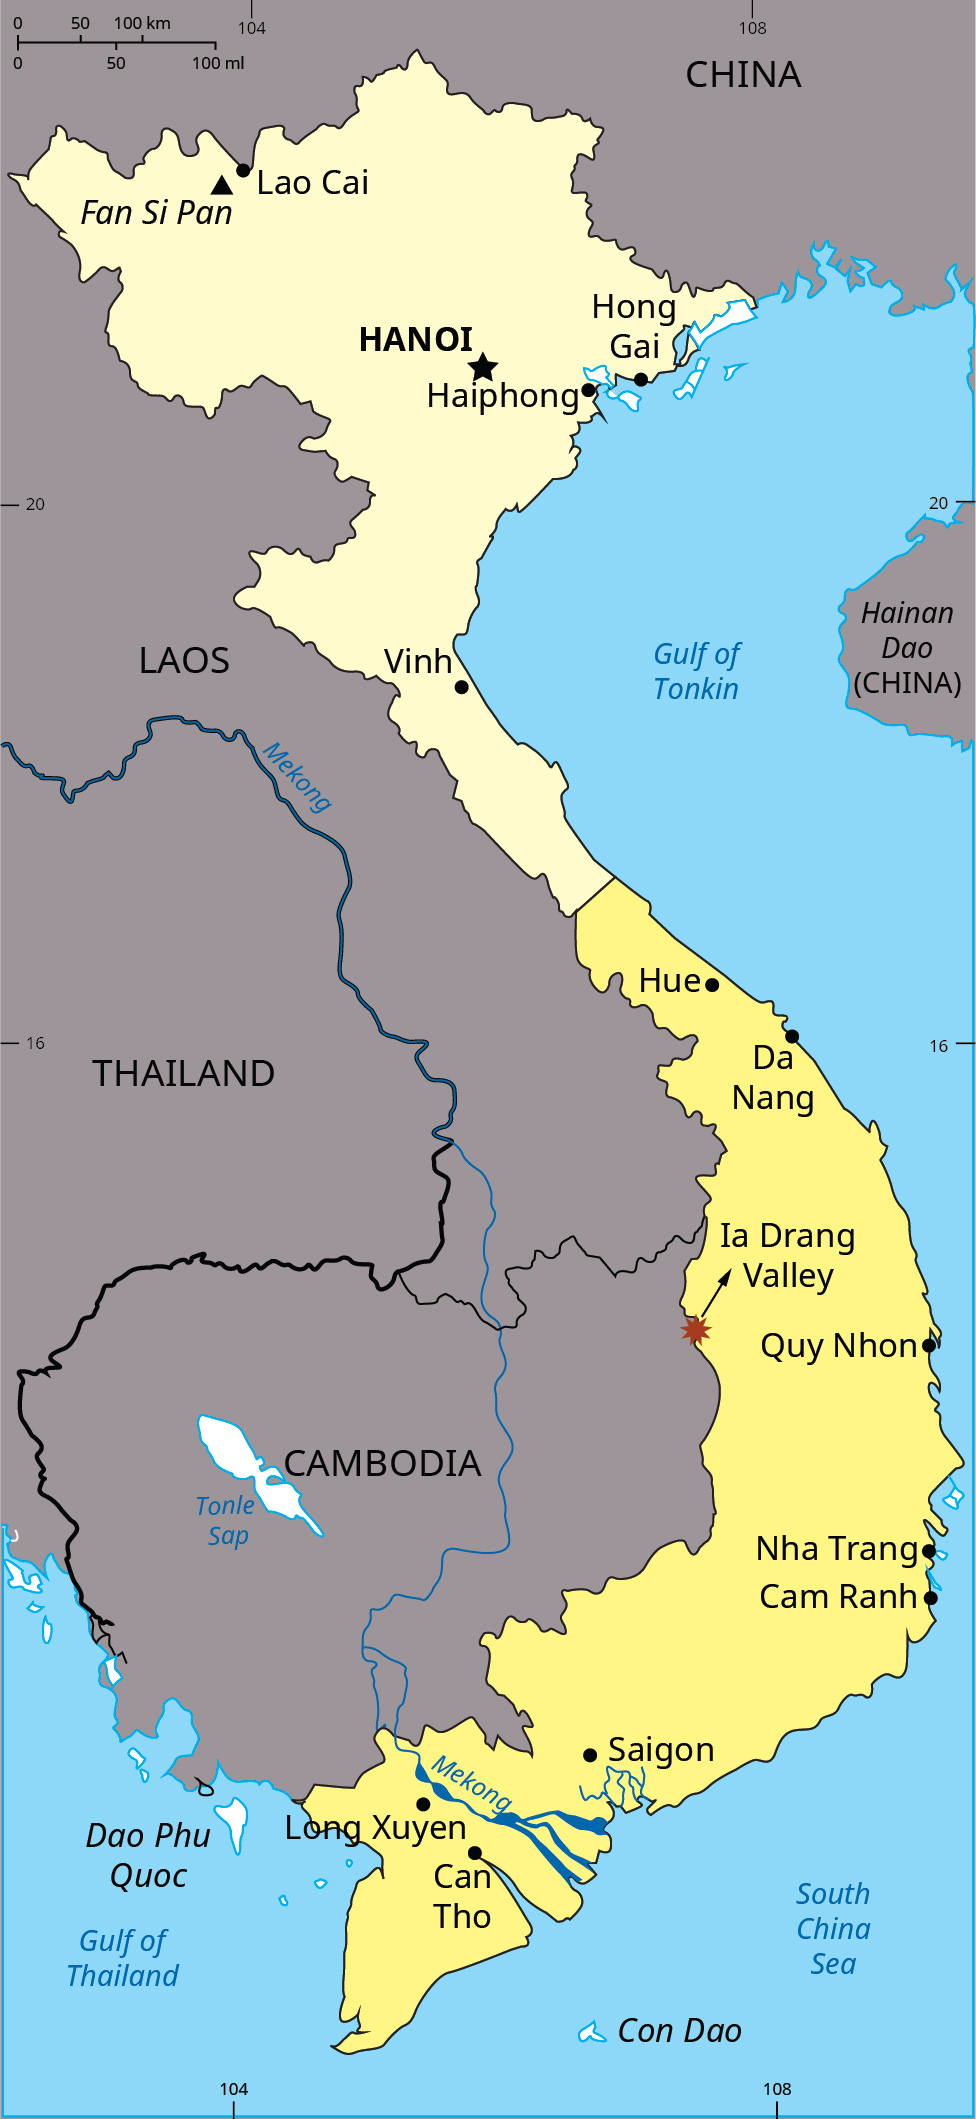 0 50 100 km
0 50 100 ml
104
108
CHINA
Lao Cai
Fan Si Pan
Hong
Gai
HANOI
Haiphong
20
20
Hainan
Dao
(CHINA)
Gulf of
Tonkin
LAOS
Vinh
Mekong
Hue
16
16
Da
Nang
THAILAND
Ia Drang
Valley
Quy Nhon
CAMBODIA
Tonle
Sap
Nha Trang
Cam Ranh
Saigon
Mekong
Long Xuyen
Dao Phu
Quoc
Can
Tho
South
China
Sea
Gulf of
Thailand
Con Dao
104
108